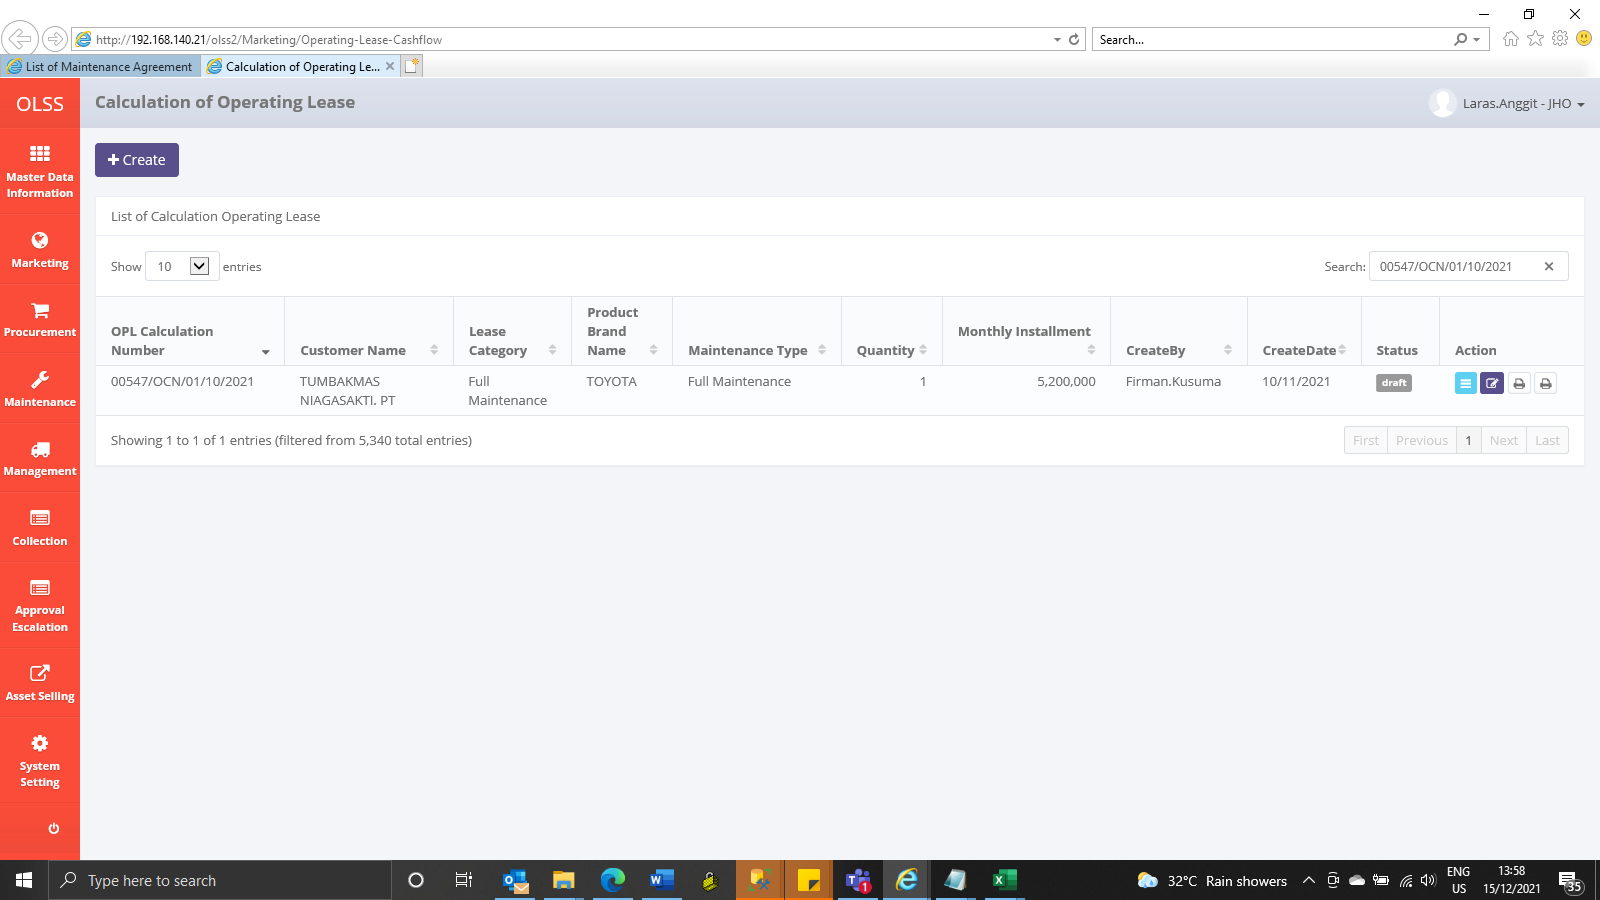 http://192.168.140.21/olss2/Marketing/Operating-Lease-Cashflow
Search...
List of Maintenance Agreement
Calculation of Operating Le...
OLSS
Calculation of Operating Lease
Laras.Anggit - JHO
Create
Master Data
Information
Marketing
Procurement
Maintenance
Management
Collection
Approval
Escalation
Asset Selling
System
Setting
List of Calculation Operating Lease
Show 10 entries
Search: 00547/OCN/01/10/2021
OPL Calculation
Number
Customer Name
Lease
Category
Product
Brand
Name
Maintenance Type
Quantity
Monthly Installment
CreateBy
CreateDate
Status
Action
00547/OCN/01/10/2021
TUMBAKMAS
NIAGASAKTI. PT
Full
Maintenance
TOYOTA
Full Maintenance
1
5,200,000
Firman.Kusuma
10/11/2021
draft
Showing 1 to 1 of 1 entries (filtered from 5,340 total entries)
First Previous 1 Next Last
Type here to search
1
32°C Rain showers
ENG
US
13:58
15/12/2021
35